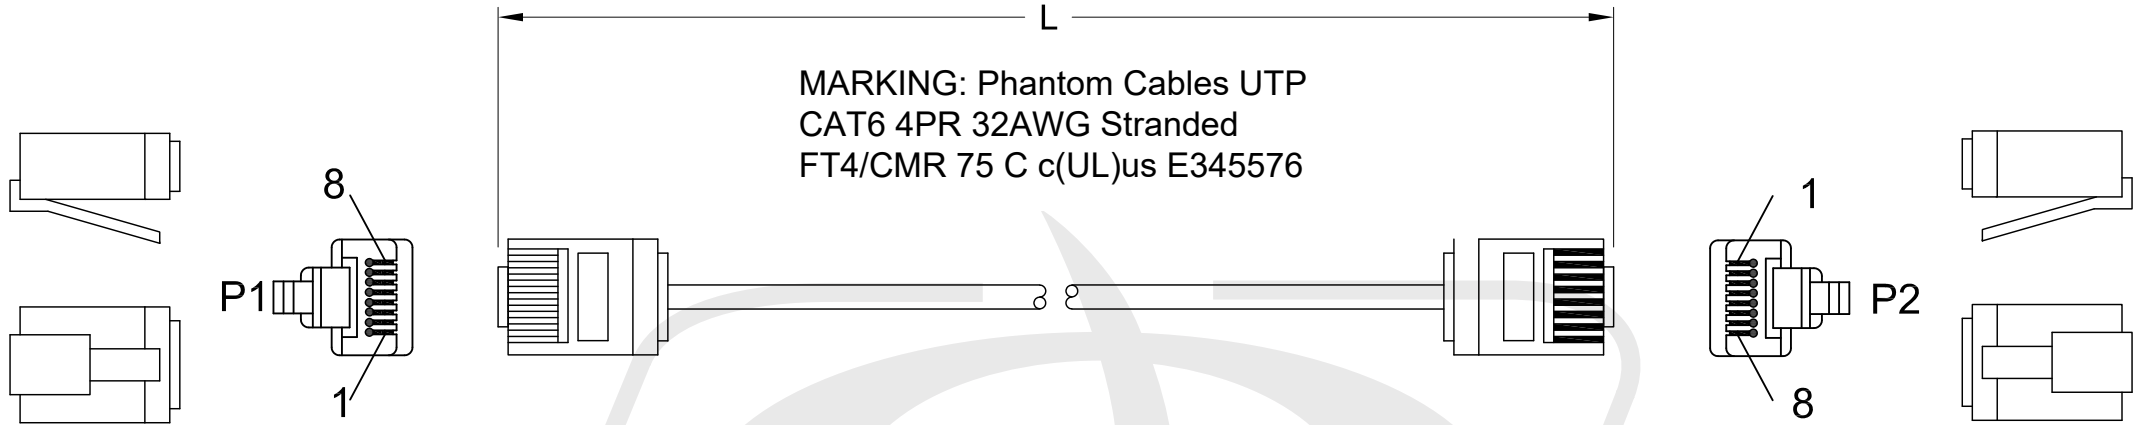 L
MARKING: Phantom Cables UTP
CAT6 4PR 32AWG Stranded
FT4/CMR 75 C c(UL)us E345576
8
1
P1
P2
1
8